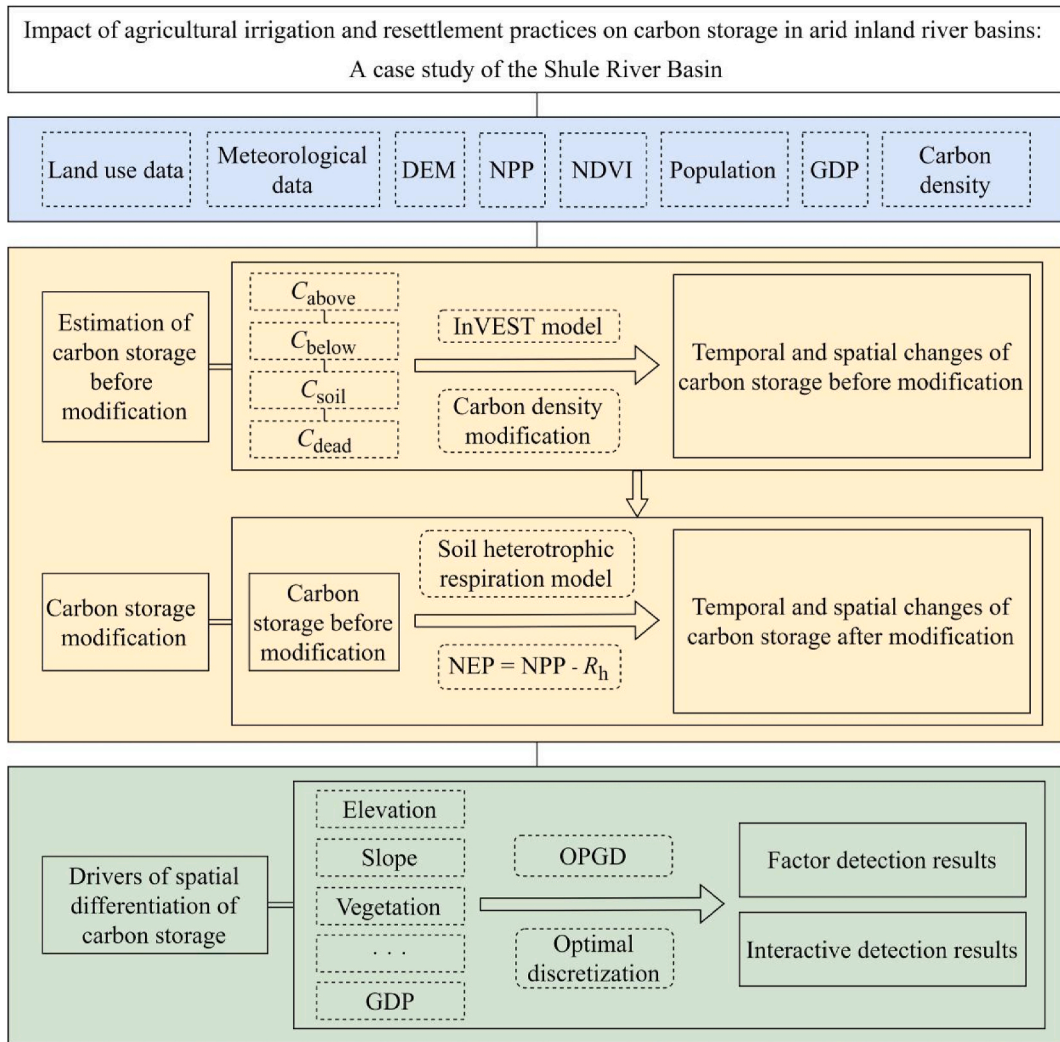 Impact of agricultural irrigation and resettlement practices on carbon storage in arid inland river basins:
A case study of the Shule River Basin
Land use data
Meteorological
data
DEM
NPP
NDVI
Population
GDP
Carbon
density
Estimation of
carbon storage
before
modification
C above
C below
C soil
C dead
InVEST model
Carbon density
modification
Temporal and spatial changes of
carbon storage before modification
Carbon storage
modification
Carbon
storage before
modification
Soil heterotrophic
respiration model
NEP = NPP - Rh
Temporal and spatial changes of
carbon storage after modification
Drivers of spatial
differentiation of
carbon storage
Elevation
Slope
Vegetation
. . .
GDP
OPGD
Optimal
discretization
Factor detection results
Interactive detection results